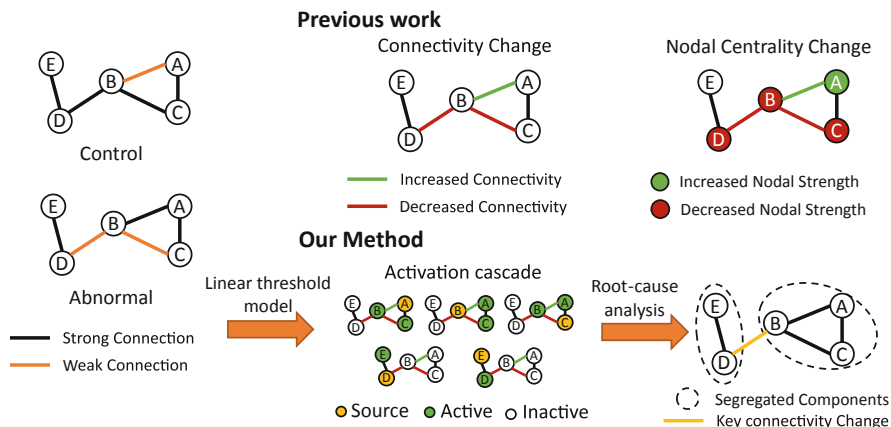 Previous work
Connectivity Change
Nodal Centrality Change
E
A
B
D
C
Control
E
A
B
D
C
Increased Connectivity
Decreased Connectivity
E
A
B
D
C
Increased Nodal Strength
Decreased Nodal Strength
E
A
B
D
C
Abnormal
Strong Connection
Weak Connection
Our Method
Linear threshold
model
Activation cascade
E
A
B
D
C
E
A
B
D
C
E
A
B
D
C
E
A
B
D
C
E
A
B
D
C
Source
Active
Inactive
Root-cause
analysis
E
A
B
D
C
Segregated Components
Key connectivity Change